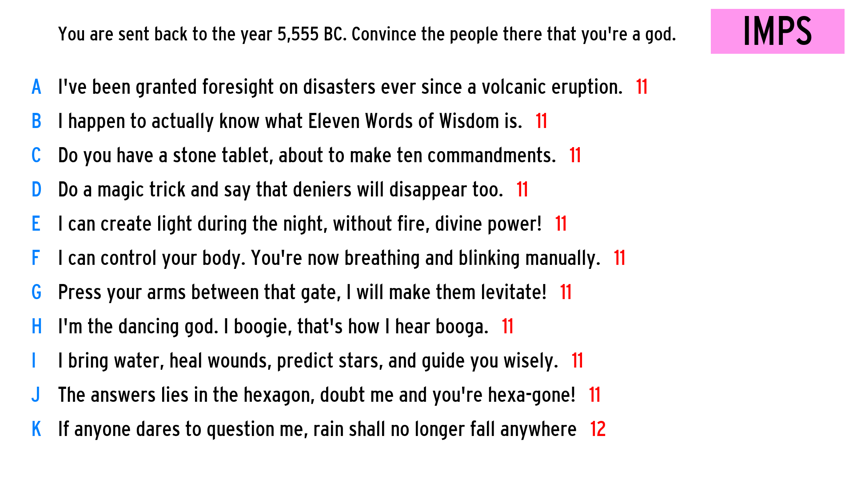 You are sent back to the year 5,555 BC. Convince the people there that you're a god.
IMPS
A I've been granted foresight on disasters ever since a volcanic eruption. 11
B I happen to actually know what Eleven Words of Wisdom is. 11
C Do you have a stone tablet, about to make ten commandments. 11
D Do a magic trick and say that deniers will disappear too. 11
E I can create light during the night, without fire, divine power! 11
F I can control your body. You're now breathing and blinking manually. 11
G Press your arms between that gate, I will make them levitate! 11
H I'm the dancing god. I boogie, that's how I hear booga. 11
I I bring water, heal wounds, predict stars, and guide you wisely. 11
J The answers lies in the hexagon, doubt me and you're hexa-gone! 11
K If anyone dares to question me, rain shall no longer fall anywhere 12